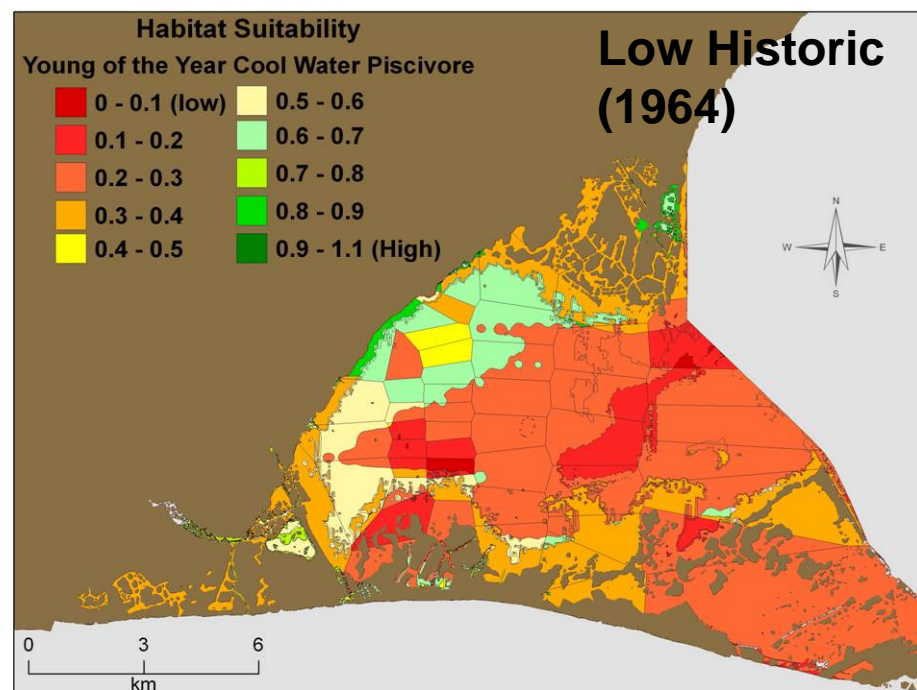 Habitat Suitability
Young of the Year Cool Water Piscivore
0 - 0.1 (low)
0.1 - 0.2
0.2 - 0.3
0.3 - 0.4
0.4 - 0.5
0.5 - 0.6
0.6 - 0.7
0.7 - 0.8
0.8 - 0.9
0.9 - 1.1 (High)
Low Historic
(1964)
N
W E
S
0 3 6
km